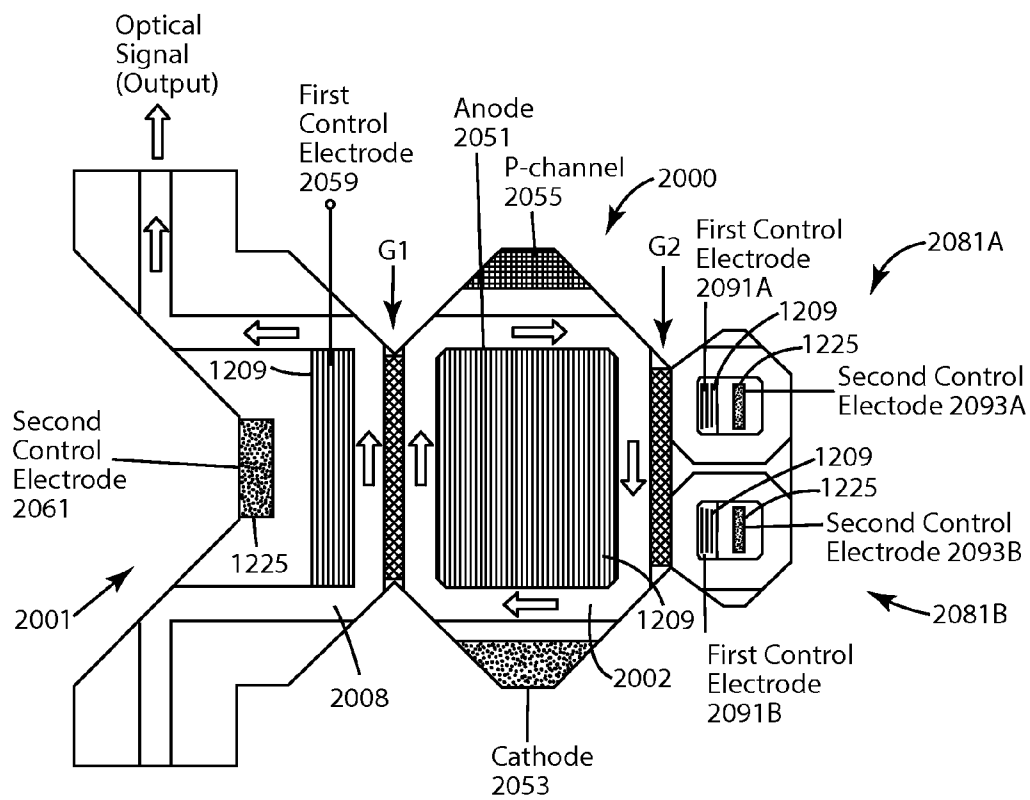 Optical
Signal
(Output)
First
Control
Electrode
2059
Anode
2051
P-channel
2055
2000
G1
G2
First Control
Electrode
2091A
2081A
1209
1225
Second Control
Electode 2093A
1209
Second
Control
Electrode
2061
1225
1209
1225
Second Control
Electrode 2093B
2001
2008
1209
2002
2081B
First Control
Electrode
2091B
Cathode
2053